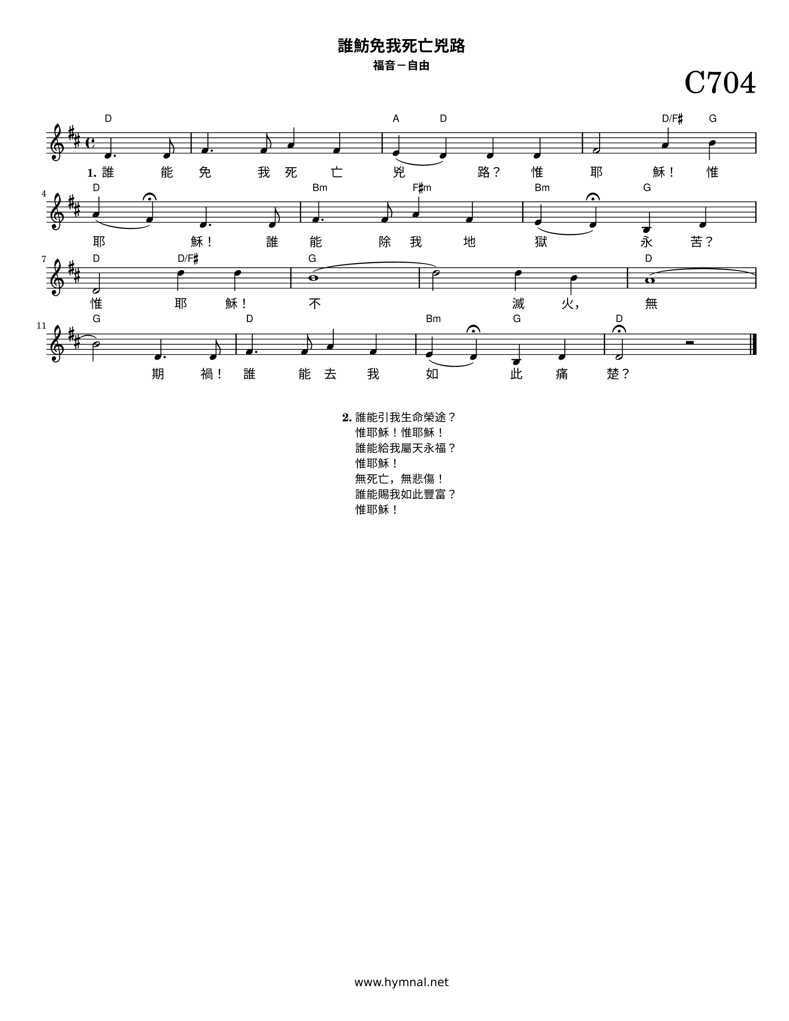 誰魴免我死亡兇路
福音－自由
C704
D A D D/F♯ G
1. 誰 能 免 我 死 亡 兇 路？ 惟 耶 穌！ 惟
4 D Bm F♯m Bm G
耶 穌！ 誰 能 除 我 地 獄 永 苦？
7 D D/F♯ G D
惟 耶 穌！ 不 滅 火， 無
11 G D Bm G D
期 禍！ 誰 能 去 我 如 此 痛 楚？
2. 誰能引我生命榮途？
惟耶穌！惟耶穌！
誰能給我屬天永福？
惟耶穌！
無死亡，無悲傷！
誰能賜我如此豐富？
惟耶穌！
www.hymnal.net